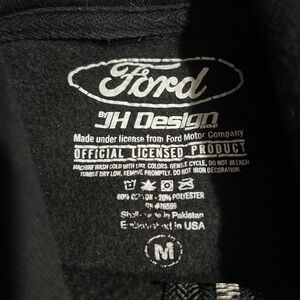 Ford
BY JH Design GROUP
Made under license from Ford Motor Company
OFFICIAL LICENSED PRODUCT
MACHINE WASH COLD WITH LIKE COLORS. GENTLE CYCLE, DO NOT BLEACH
TUMBLE DRY LOW, REMOVE PROMPTLY. DO NOT IRON DECORATION.
80% COTTON - 20% POLYESTER
Made in Pakistan
in USA
M